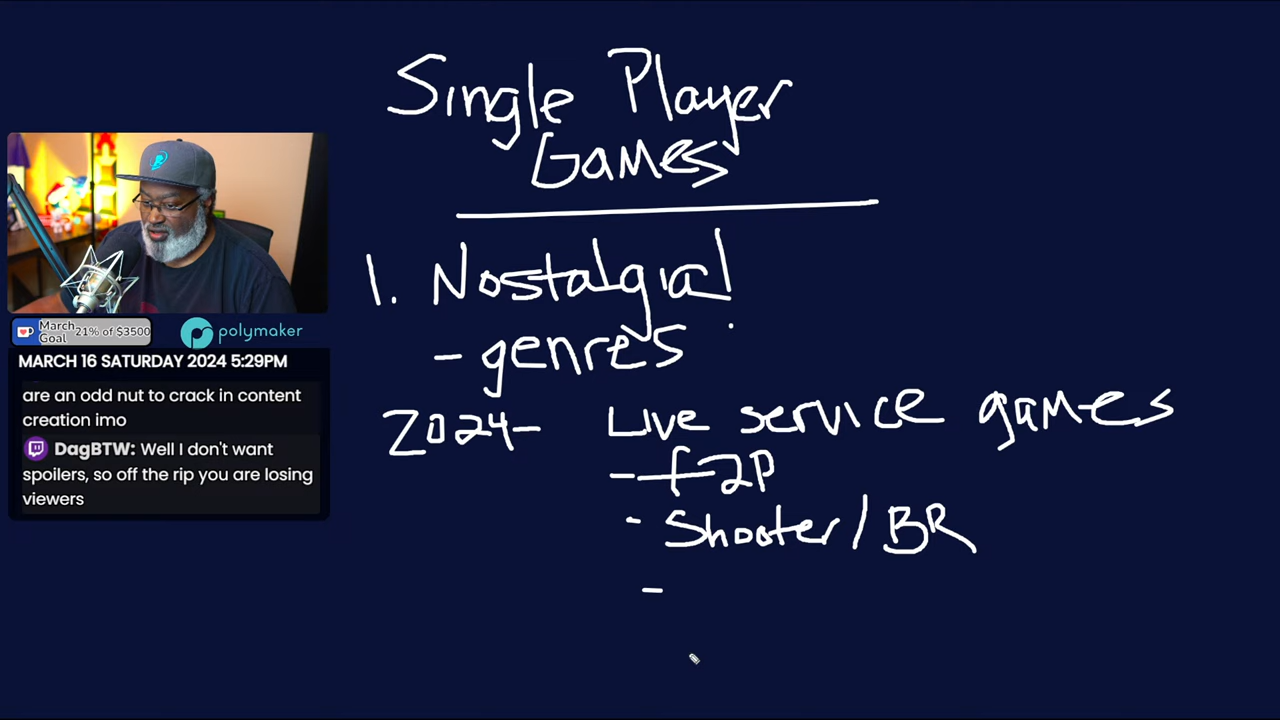 Single Player
Games
1. Nostalgia!
- genres
2024- Live service games
- f2P
- Shooter/BR
-
March
Goal
21% of $3500
polymaker
MARCH 16 SATURDAY 2024 5:29PM
are an odd nut to crack in content
creation imo
DagBTW: Well I don't want
spoilers, so off the rip you are losing
viewers